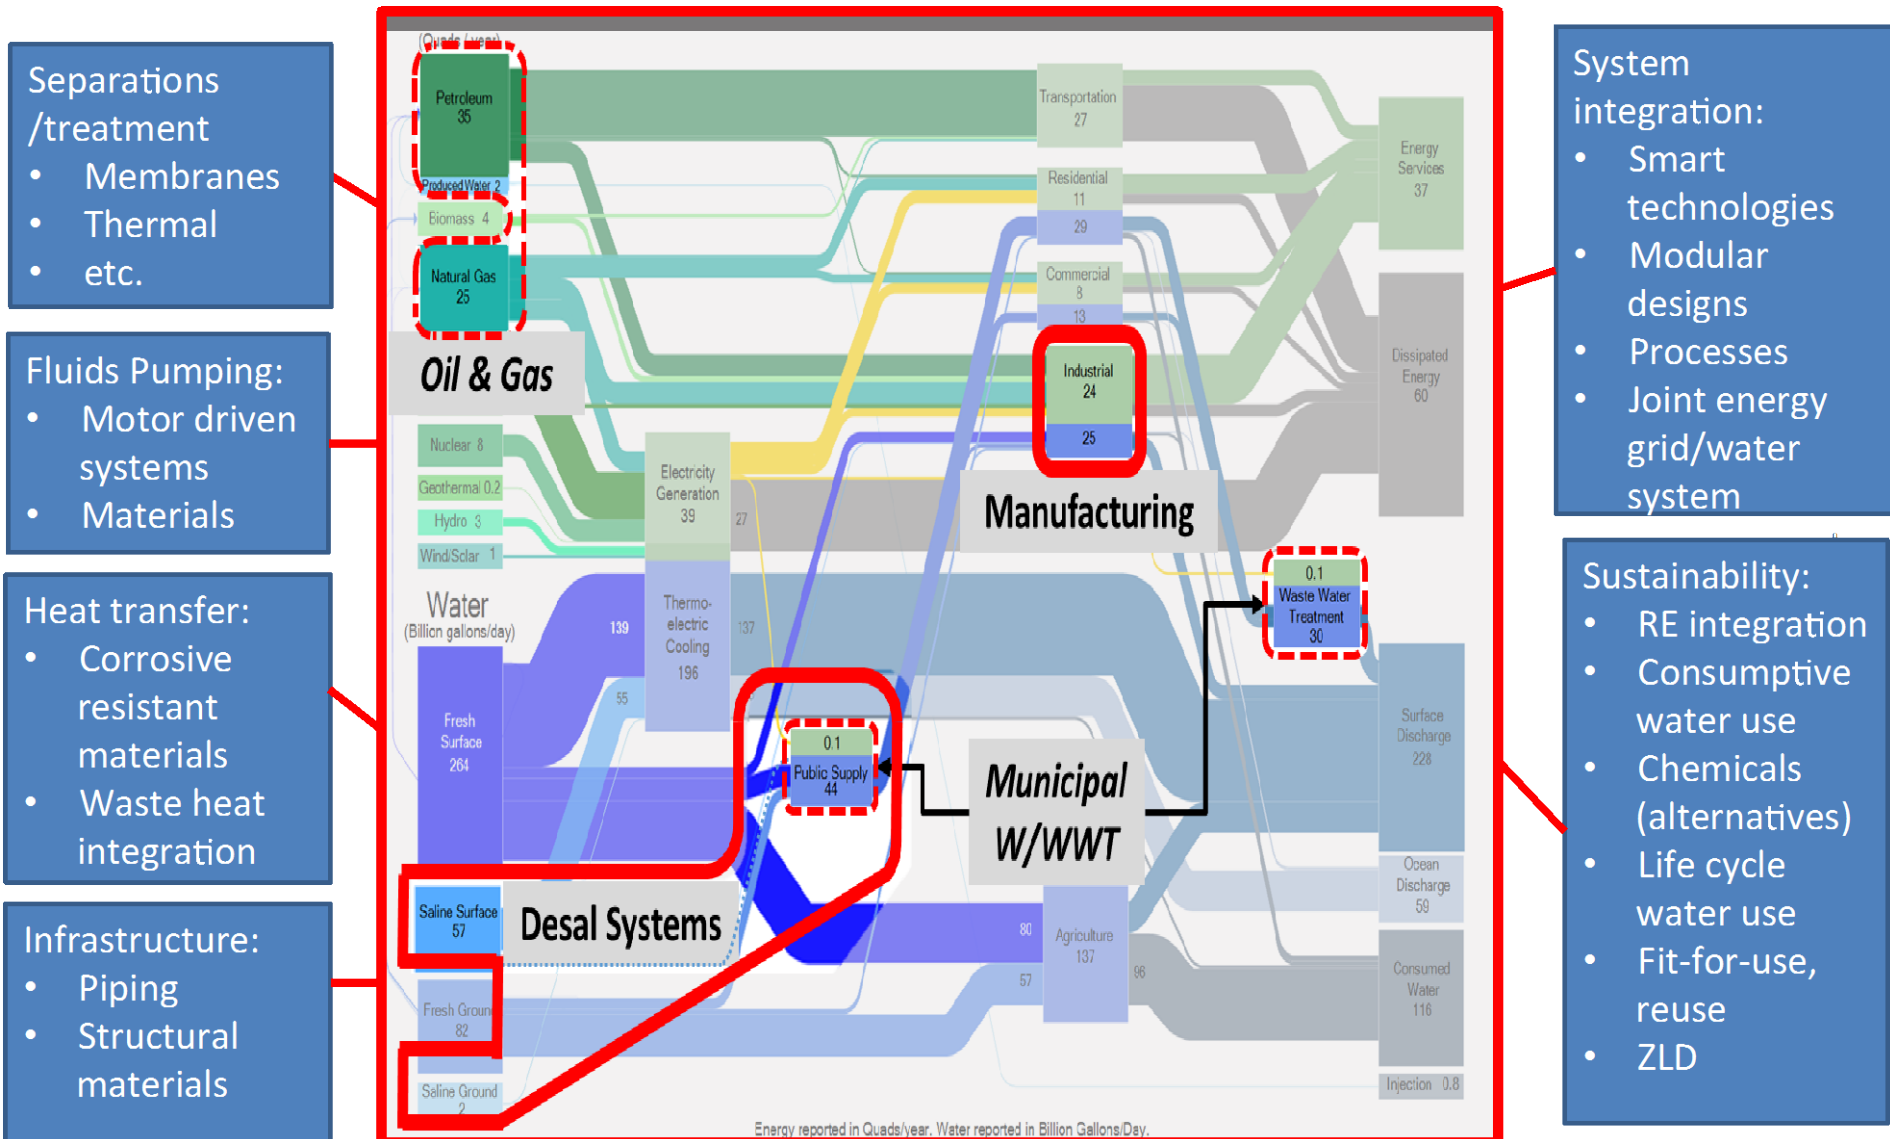 Separations
/treatment
• Membranes
• Thermal
• etc.
Fluids Pumping:
• Motor driven
systems
• Materials
Heat transfer:
• Corrosive
resistant
materials
• Waste heat
integration
Infrastructure:
• Piping
• Structural
materials
(Quads / year)
Petroleum
35
Produced Water 2
Biomass 4
Natural Gas
25
Oil & Gas
Nuclear 8
Geothermal 0.2
Hydro 3
Wind/Solar 1
Water
(Billion gallons/day)
Fresh
Surface
264
Saline Surface
57
Desal Systems
Fresh Ground
82
Saline Ground
2
Electricity
Generation
39
27
Thermo-
electric
Cooling
196
139
137
55
0.1
Public Supply
44
Transportation
27
Residential
11
29
Commercial
8
13
Industrial
24
25
Manufacturing
Municipal
W/WWT
80
Agriculture
137
57
96
0.1
Waste Water
Treatment
30
Energy
Services
37
Dissipated
Energy
60
Surface
Discharge
228
Ocean
Discharge
59
Consumed
Water
116
Injection 0.8
Energy reported in Quads/year. Water reported in Billion Gallons/Day.
System
integration:
• Smart
technologies
• Modular
designs
• Processes
• Joint energy
grid/water
system
Sustainability:
• RE integration
• Consumptive
water use
• Chemicals
(alternatives)
• Life cycle
water use
• Fit-for-use,
reuse
• ZLD